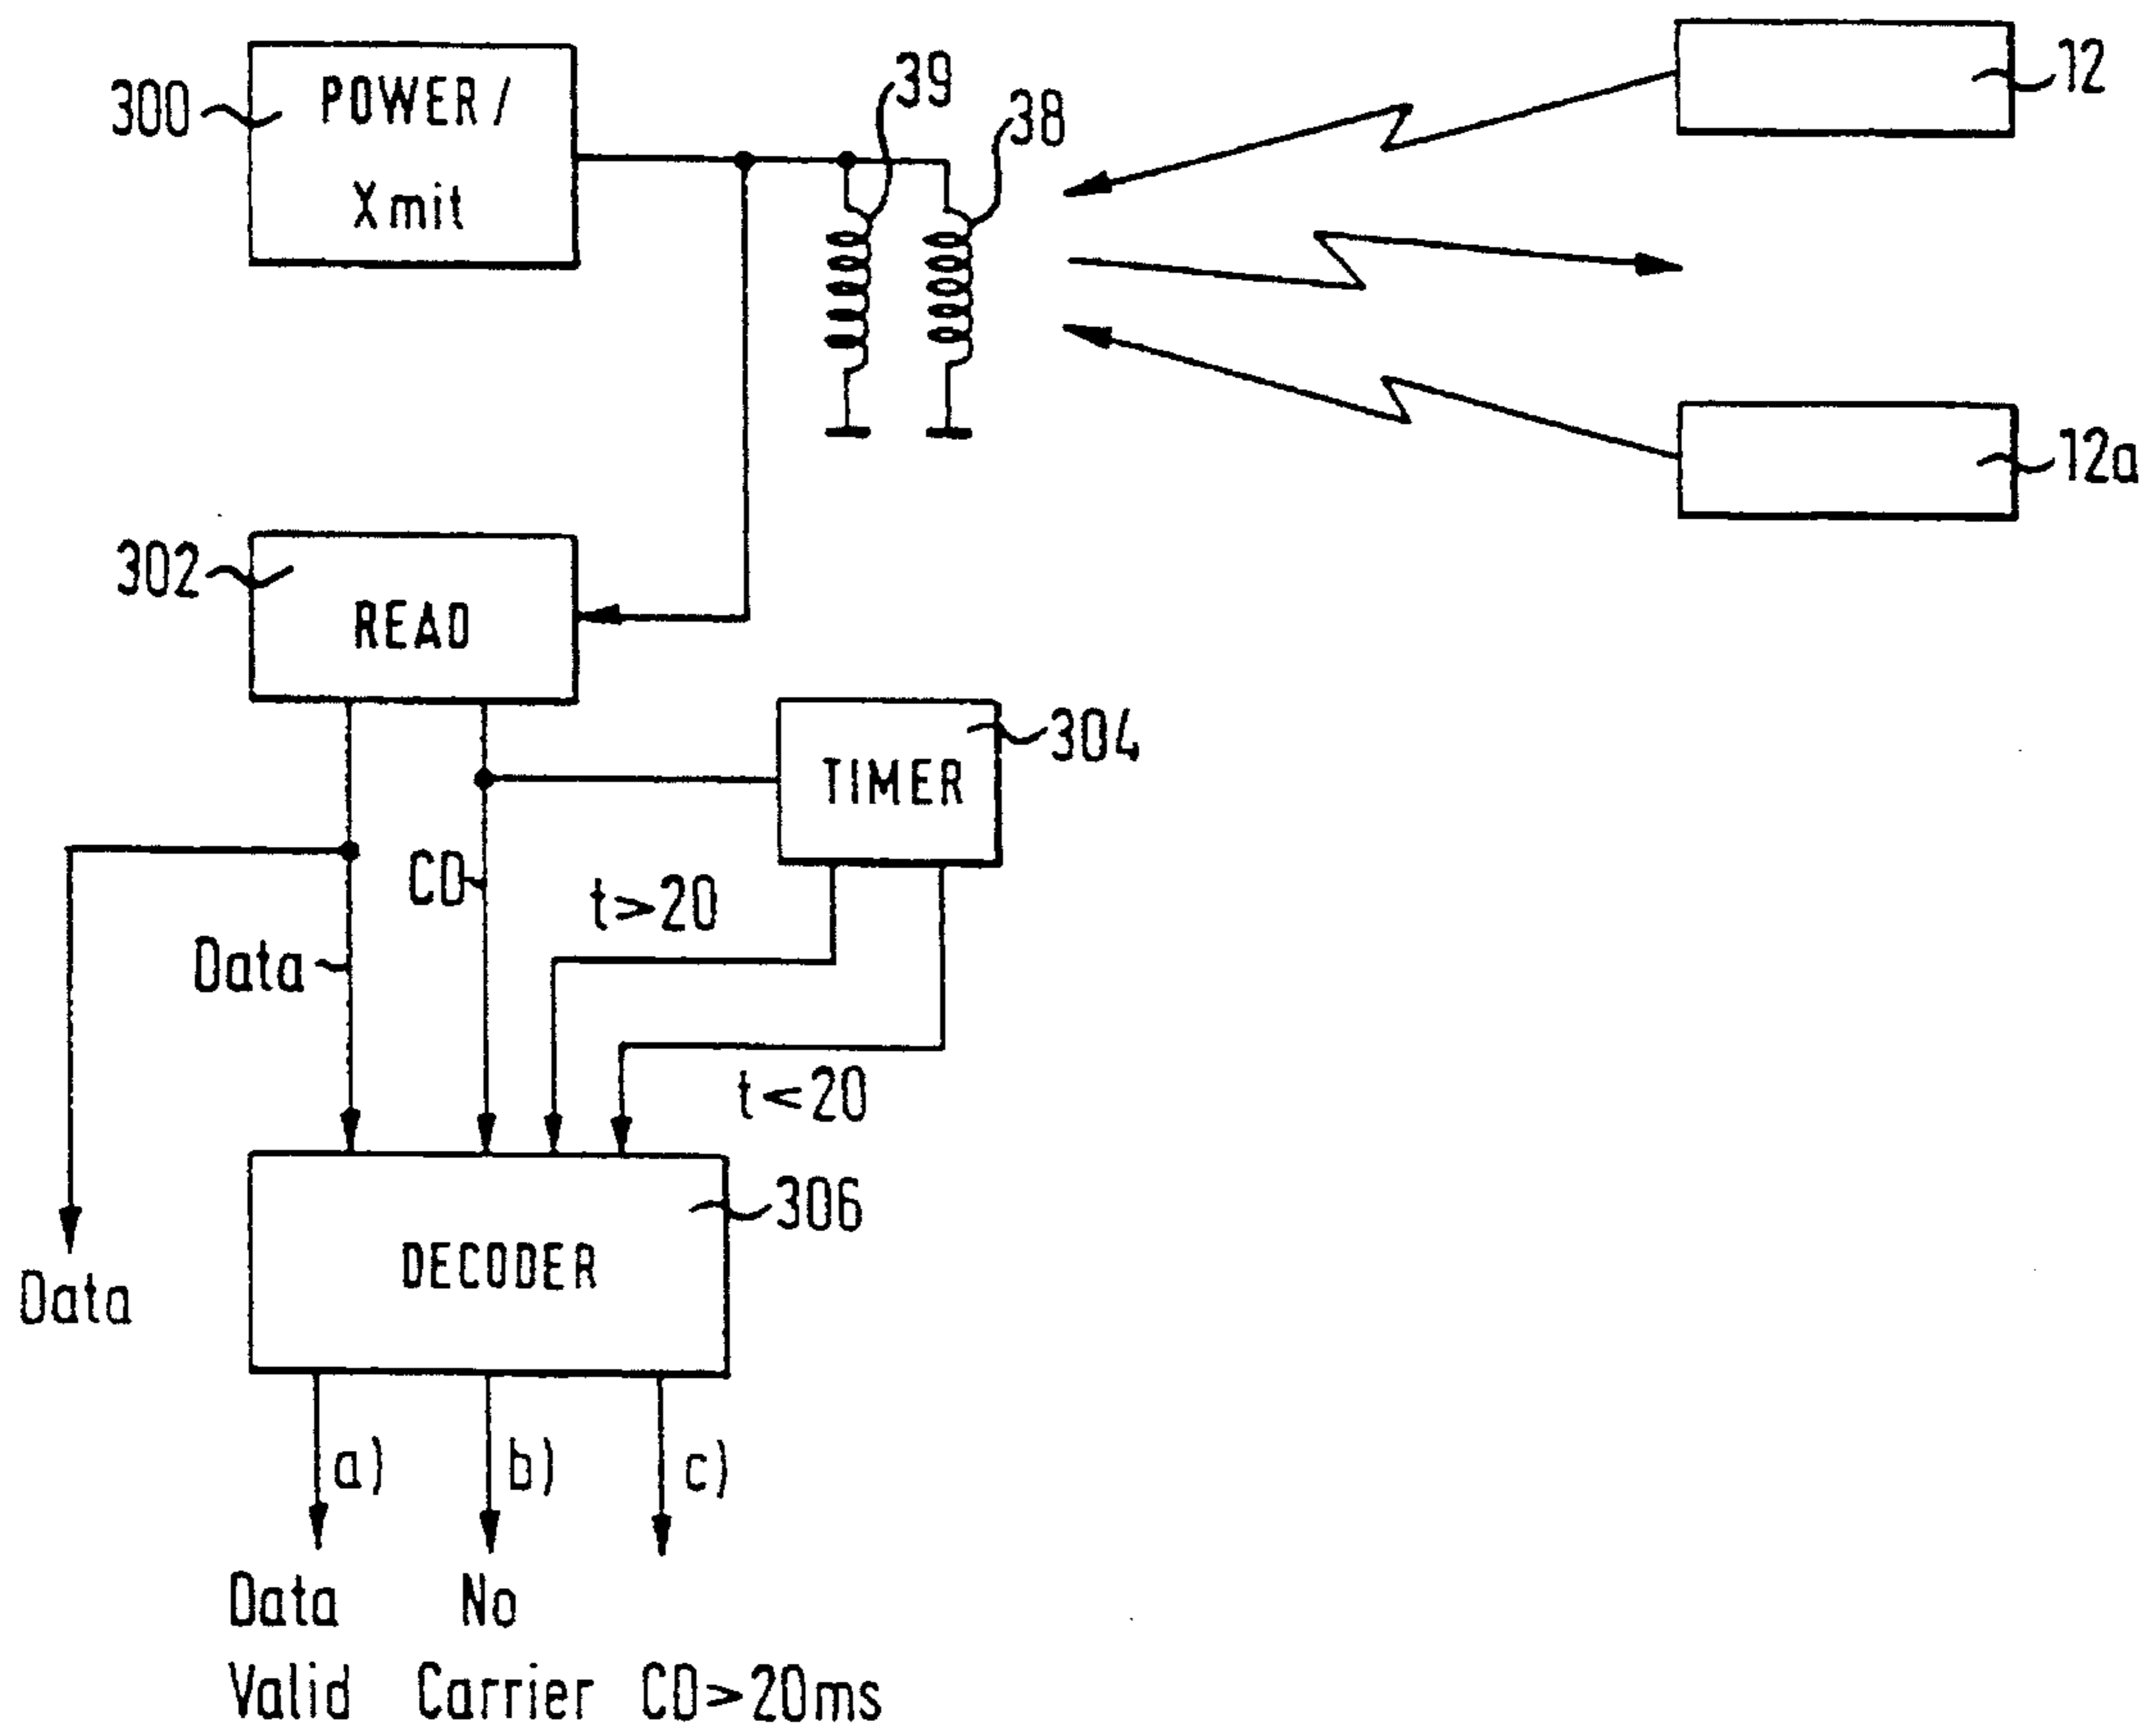 300
POWER/
Xmit
39
38
12
12a
302
READ
TIMER
304
CD
t>20
Data
t<20
306
DECODER
Data
a)
b)
c)
Data
Valid
No
Carrier
CD>20ms